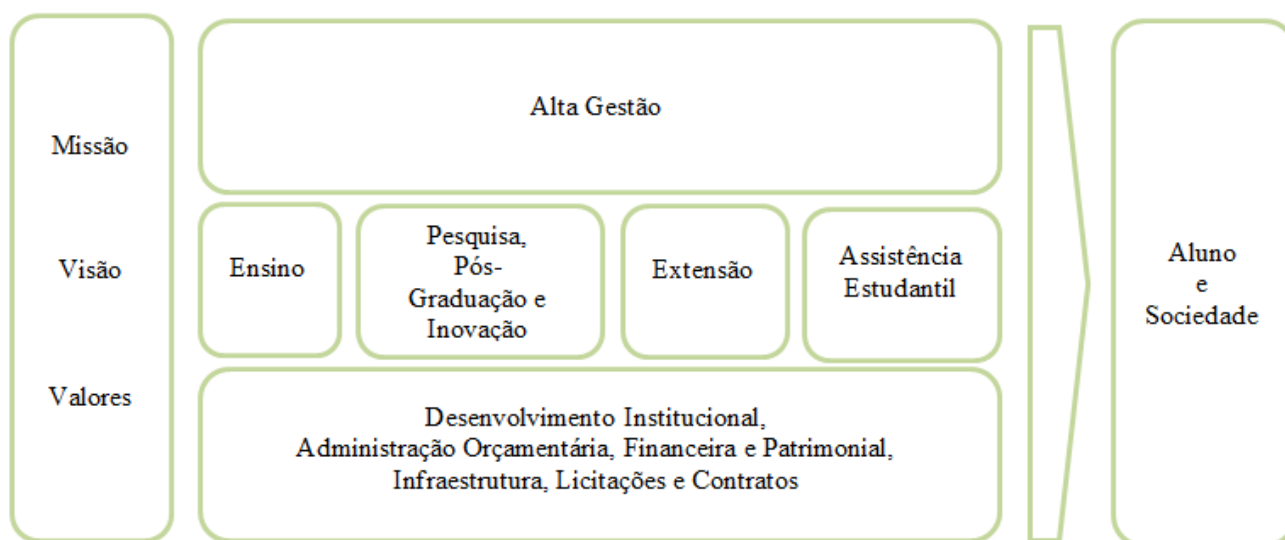 Missão
Visão
Valores
Alta Gestão
Ensino
Pesquisa,
Pós-
Graduação e
Inovação
Extensão
Assistência
Estudantil
Desenvolvimento Institucional,
Administração Orçamentária, Financeira e Patrimonial,
Infraestrutura, Licitações e Contratos
Aluno
e
Sociedade